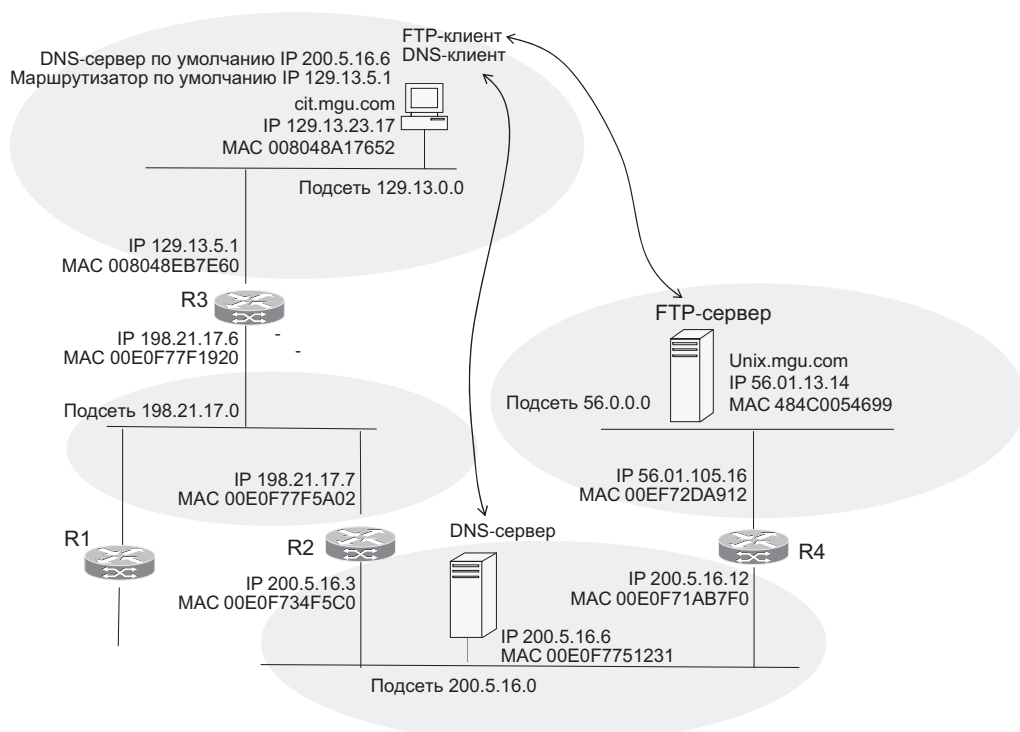 FTP-клиент
DNS-клиент
DNS-сервер по умолчанию IP 200.5.16.6
Маршрутизатор по умолчанию IP 129.13.5.1
cit.mgu.com
IP 129.13.23.17
MAC 008048A17652
Подсеть 129.13.0.0
IP 129.13.5.1
MAC 008048EB7E60
R3
IP 198.21.17.6
MAC 00E0F77F1920
-
-
Подсеть 198.21.17.0
FTP-сервер
Unix.mgu.com
IP 56.01.13.14
MAC 484C0054699
Подсеть 56.0.0.0
IP 198.21.17.7
MAC 00E0F77F5A02
IP 56.01.105.16
MAC 00EF72DA912
R1
R2
DNS-сервер
R4
IP 200.5.16.3
MAC 00E0F734F5C0
IP 200.5.16.12
MAC 00E0F71AB7F0
IP 200.5.16.6
MAC 00E0F7751231
Подсеть 200.5.16.0